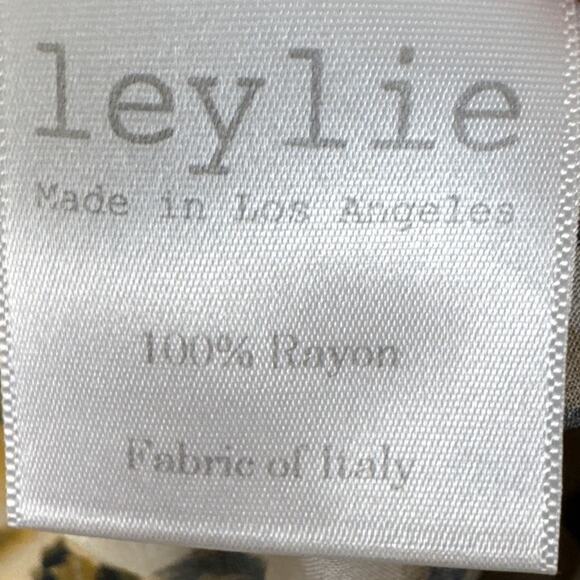 leylie
Made in Los Angeles
100% Rayon
Fabric of Italy